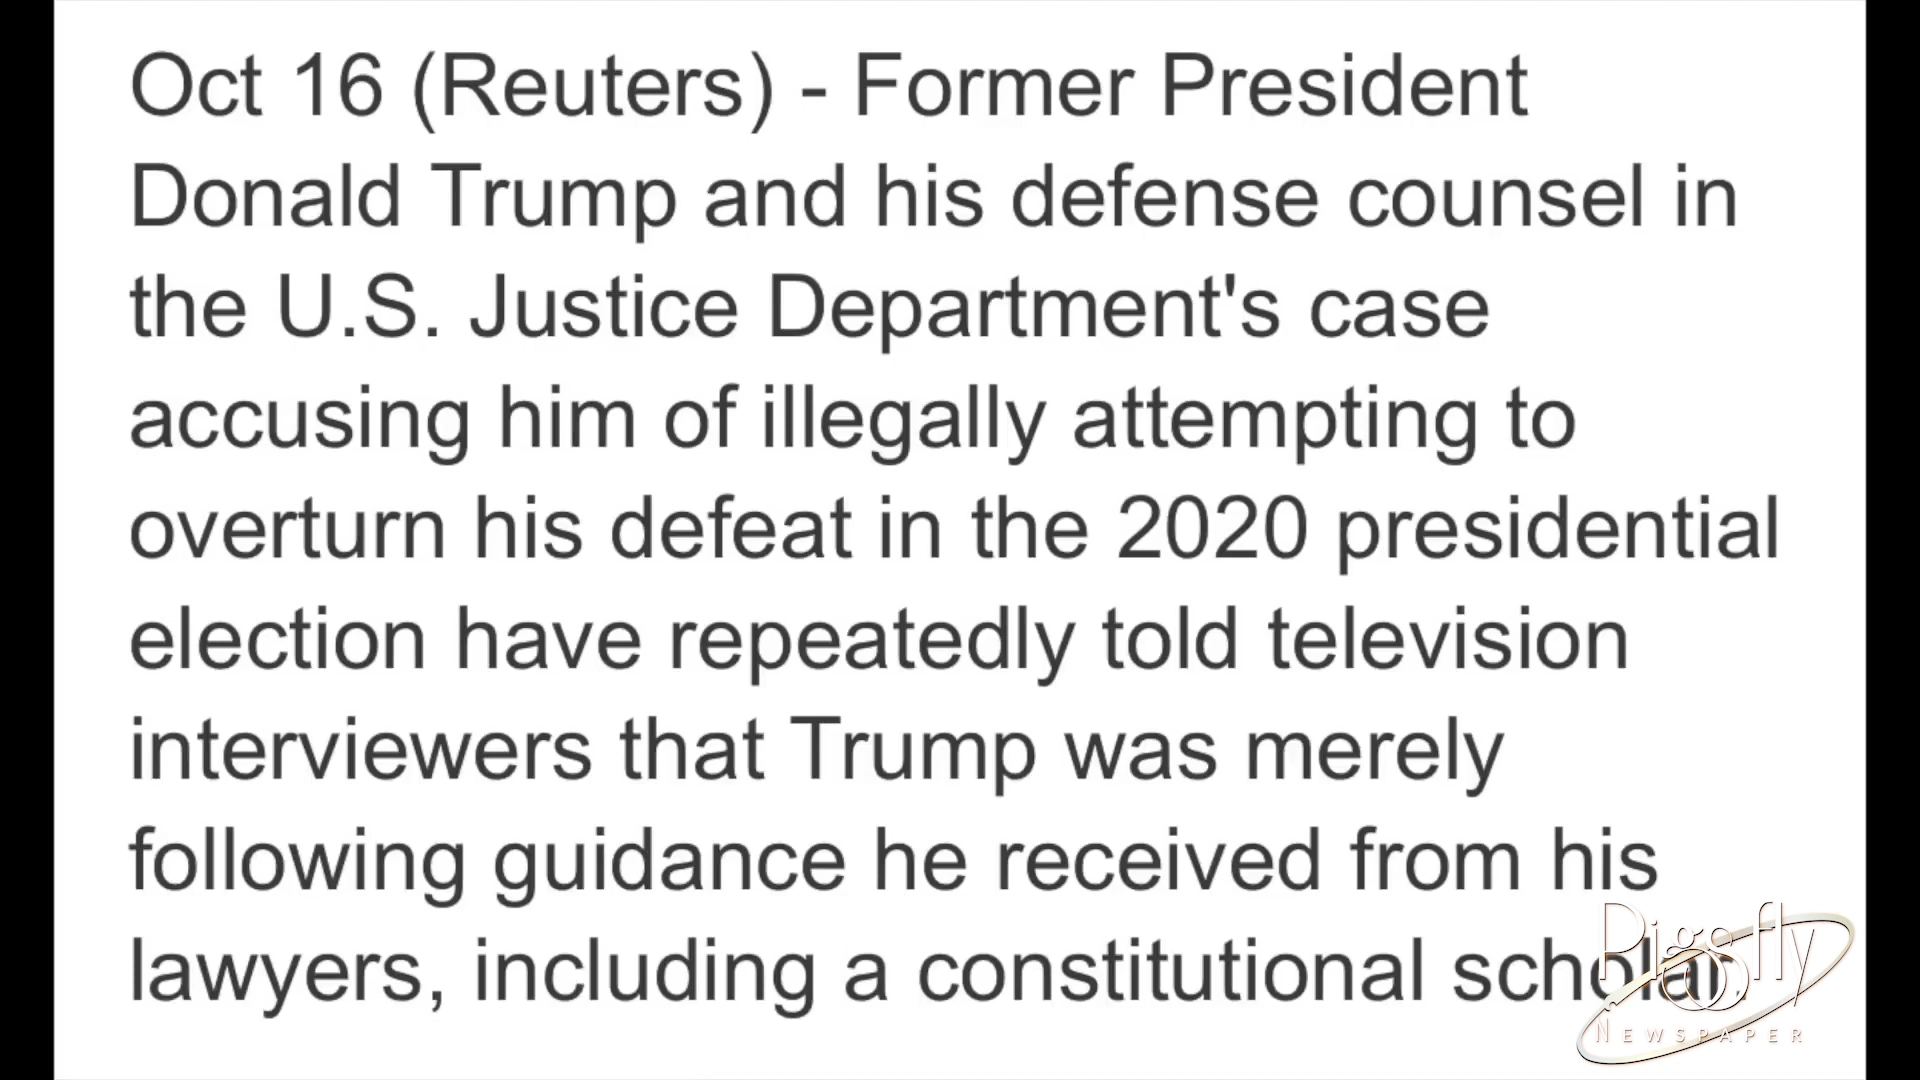 Oct 16 (Reuters) - Former President
Donald Trump and his defense counsel in
the U.S. Justice Department's case
accusing him of illegally attempting to
overturn his defeat in the 2020 presidential
election have repeatedly told television
interviewers that Trump was merely
following guidance he received from his
lawyers, including a constitutional scholar.
Pigs fly
NEWSPAPER